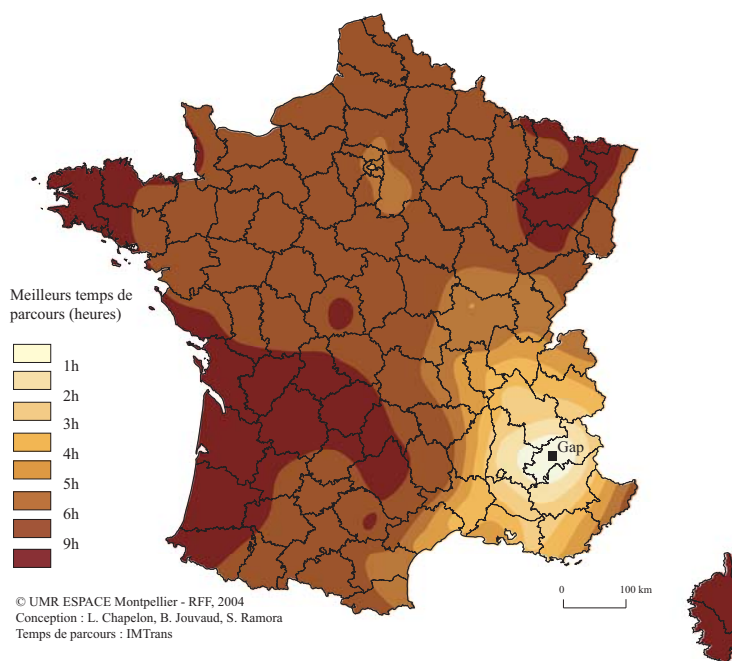 Gap
Meilleurs temps de
parcours (heures)
1h
2h
3h
4h
5h
6h
9h
0 100 km
© UMR ESPACE Montpellier - RFF, 2004
Conception : L. Chapelon, B. Jouvaud, S. Ramora
Temps de parcours : IMTrans